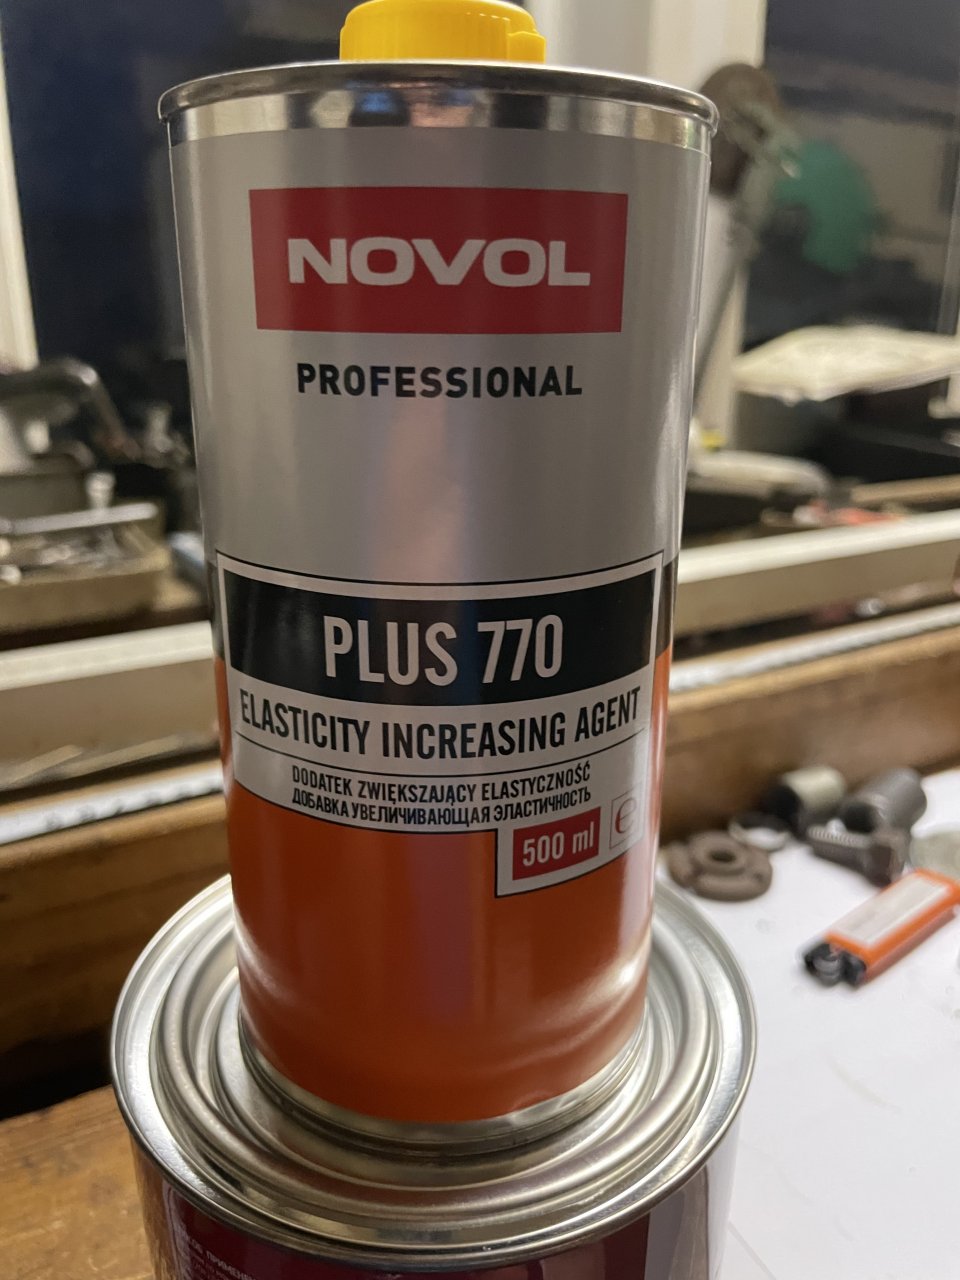 NOVOL
PROFESSIONAL
PLUS 770
ELASTICITY INCREASING AGENT
DODATEK ZWIĘKSZAJĄCY ELASTYCZNOŚĆ
ДОБАВКА УВЕЛИЧИВАЮЩАЯ ЭЛАСТИЧНОСТЬ
500 ml ℮